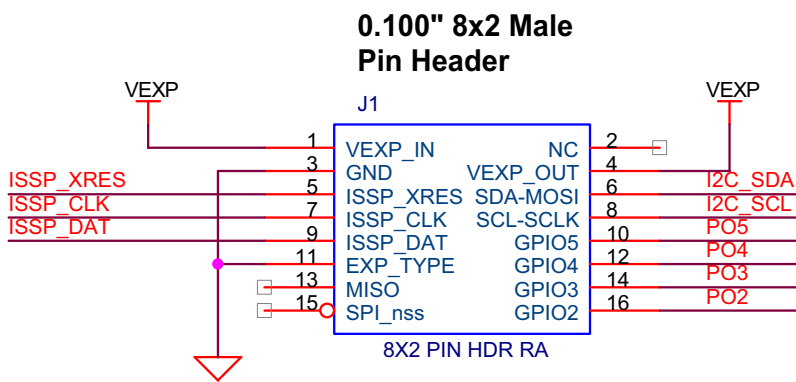 0.100" 8x2 Male
Pin Header
VEXP
VEXP
J1
1 VEXP_IN NC 2
3 GND VEXP_OUT 4
ISSP_XRES 5 ISSP_XRES SDA-MOSI 6 I2C_SDA
ISSP_CLK 7 ISSP_CLK SCL-SCLK 8 I2C_SCL
ISSP_DAT 9 ISSP_DAT GPIO5 10 PO5
11 EXP_TYPE GPIO4 12 PO4
13 MISO GPIO3 14 PO3
15 SPI_nss GPIO2 16 PO2
8X2 PIN HDR RA